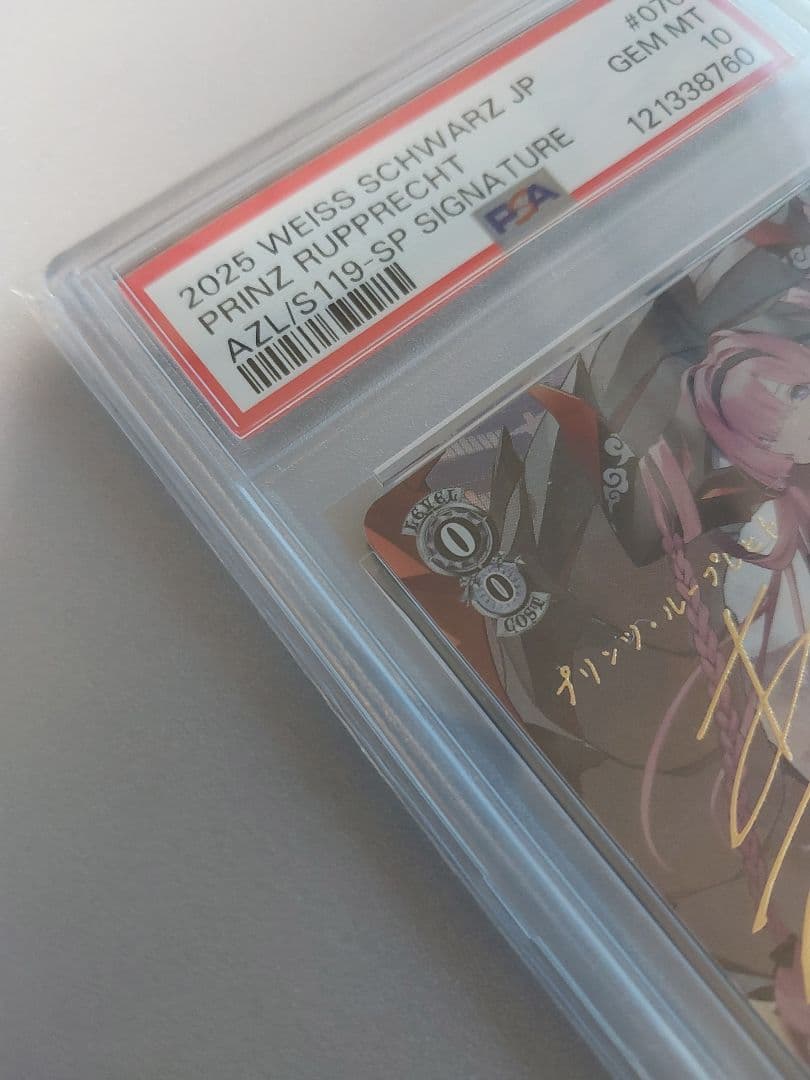 2025 WEISS SCHWARZ JP
PRINZ RUPPRECHT
AZL/S119-SP SIGNATURE
GEM MT
10
121338760
PSA
LEVEL
0
0
COST
プリンツ・ループレヒト